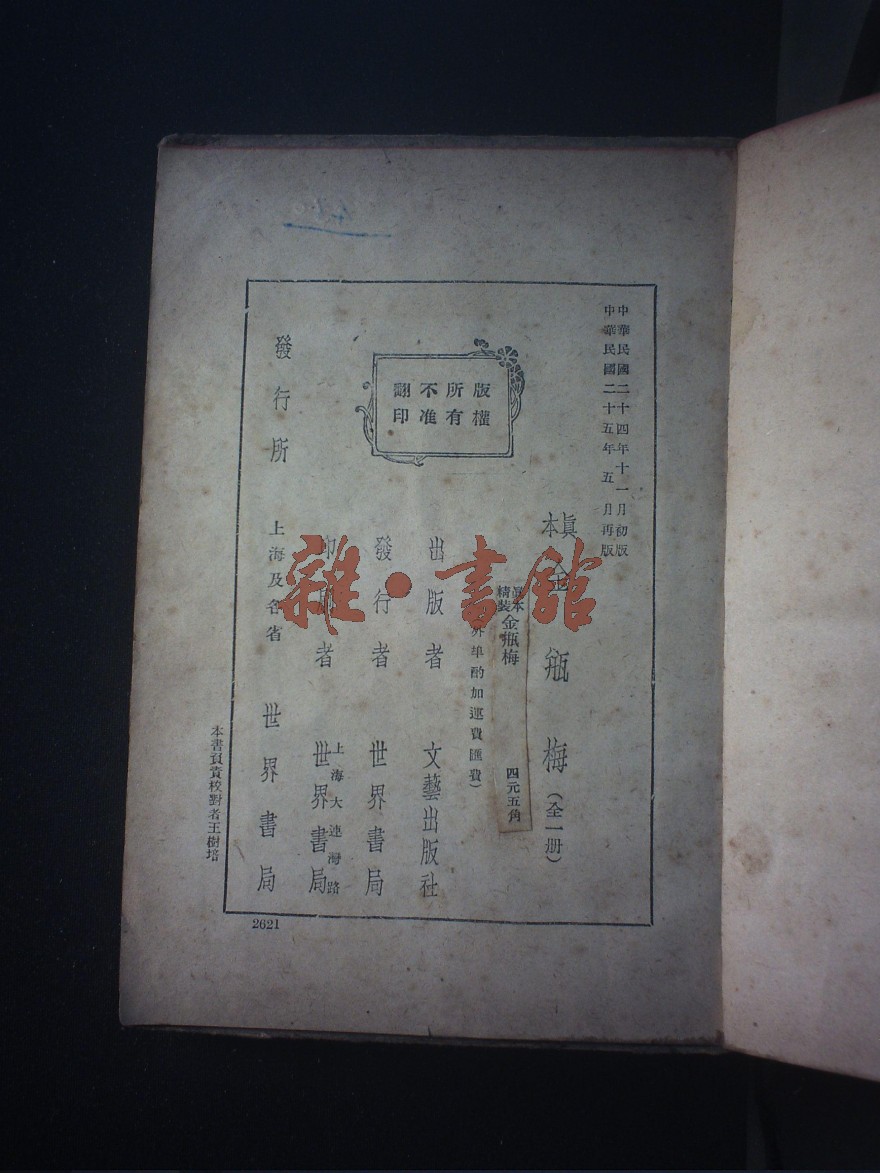 中華民國二十四年十一月初版
中華民國二十五年五月再版
眞本金瓶梅（全一册）
眞本
精裝
金瓶梅 四元五角
外埠酌加運費匯費）
版權
所有
不准
翻印
出版者 文藝出版社
發行者 世界書局
印刷者 上海大連灣路 世界書局
發行所 上海及各省 世界書局
本書負責校對者王樹培
2621
雜·書館